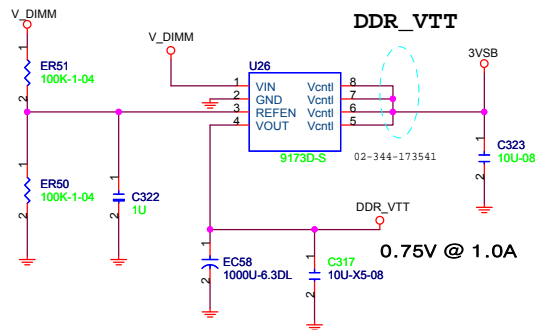 DDR_VTT
V_DIMM
V_DIMM
3VSB
1
ER51
100K-1-04
2
U26
1 VIN Vcntl 8
2 GND Vcntl 7
3 REFEN Vcntl 6
4 VOUT Vcntl 5
9173D-S
02-344-173541
1
C323
10U-08
2
1
ER50
100K-1-04
2
1
C322
1U
2
DDR_VTT
0.75V @ 1.0A
1
EC58
1000U-6.3DL
2
1
C317
10U-X5-08
2